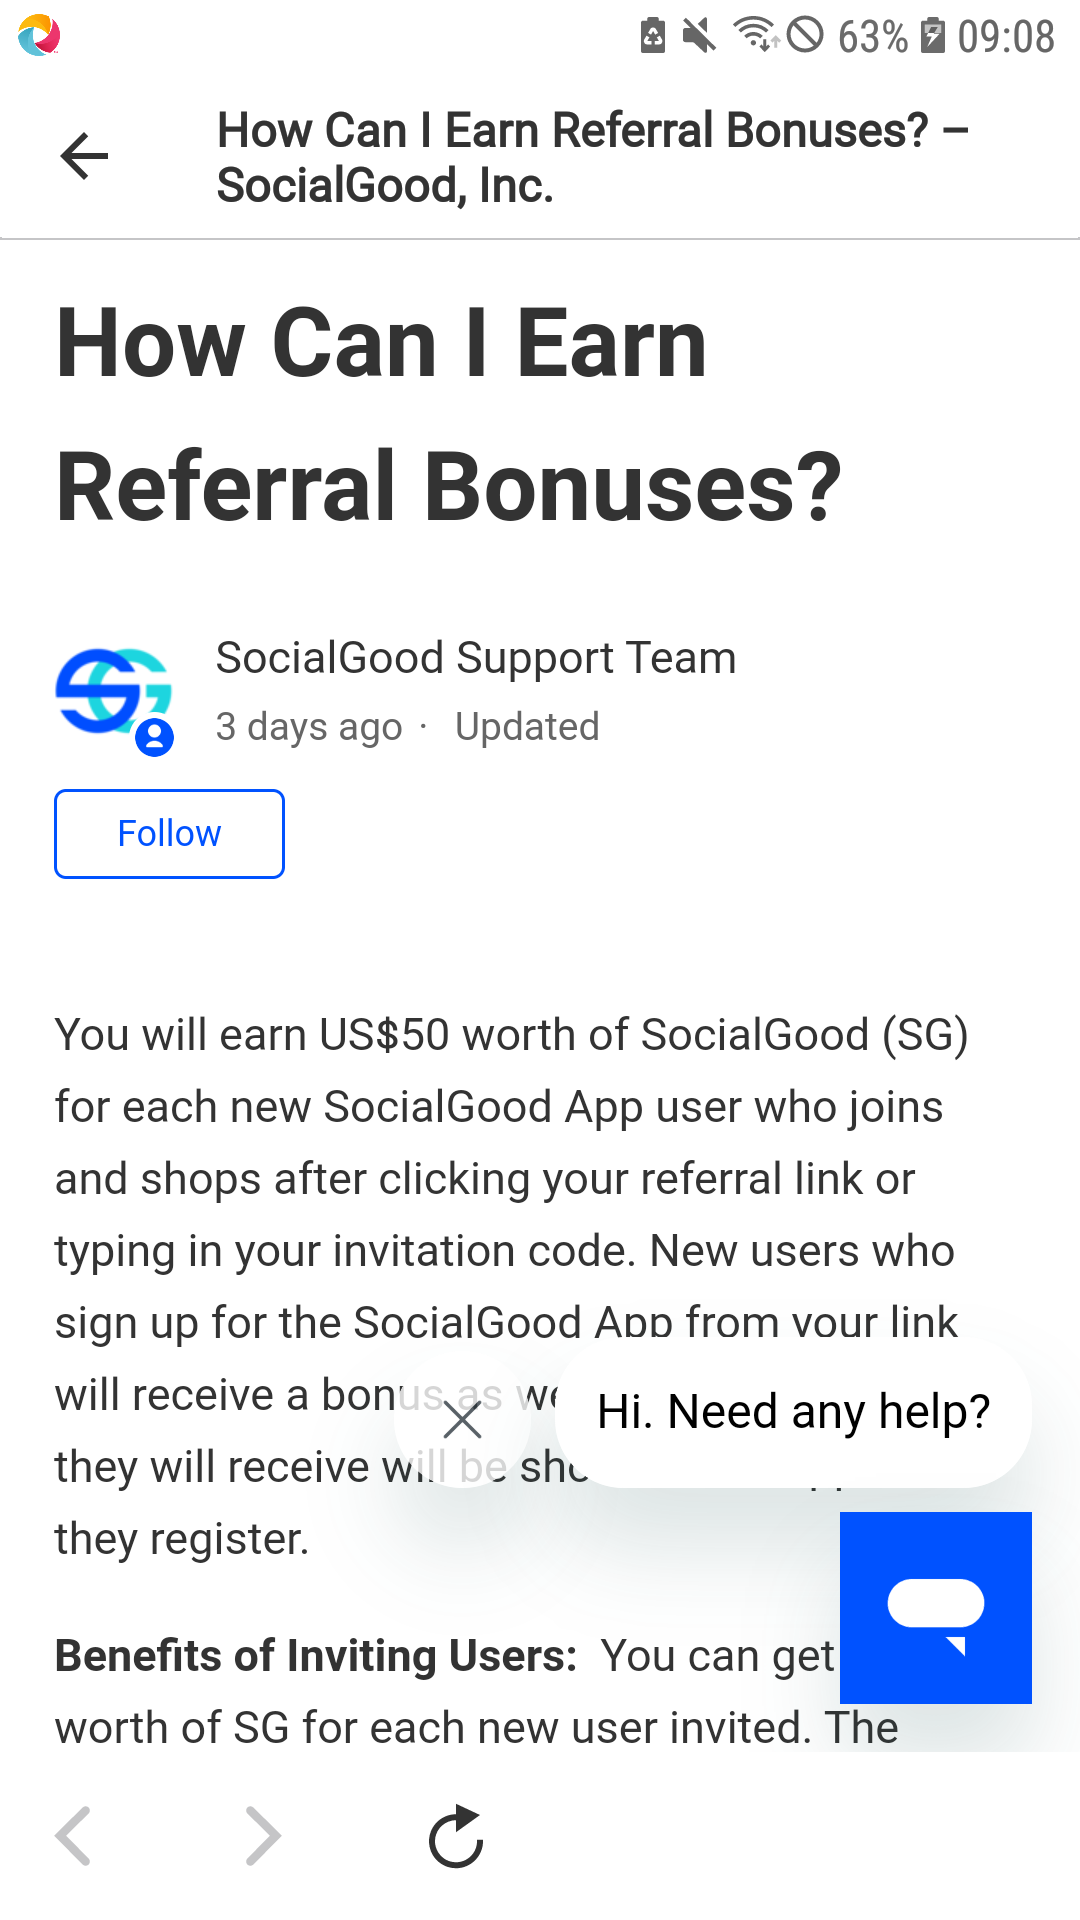 63% 09:08
How Can I Earn Referral Bonuses? –
SocialGood, Inc.
How Can I Earn
Referral Bonuses?
SocialGood Support Team
3 days ago · Updated
Follow
You will earn US$50 worth of SocialGood (SG)
for each new SocialGood App user who joins
and shops after clicking your referral link or
typing in your invitation code. New users who
sign up for the SocialGood App from your link
will receive a bonus as
they will receive will be
they register.
Hi. Need any help?
Benefits of Inviting Users: You can get
worth of SG for each new user invited. The